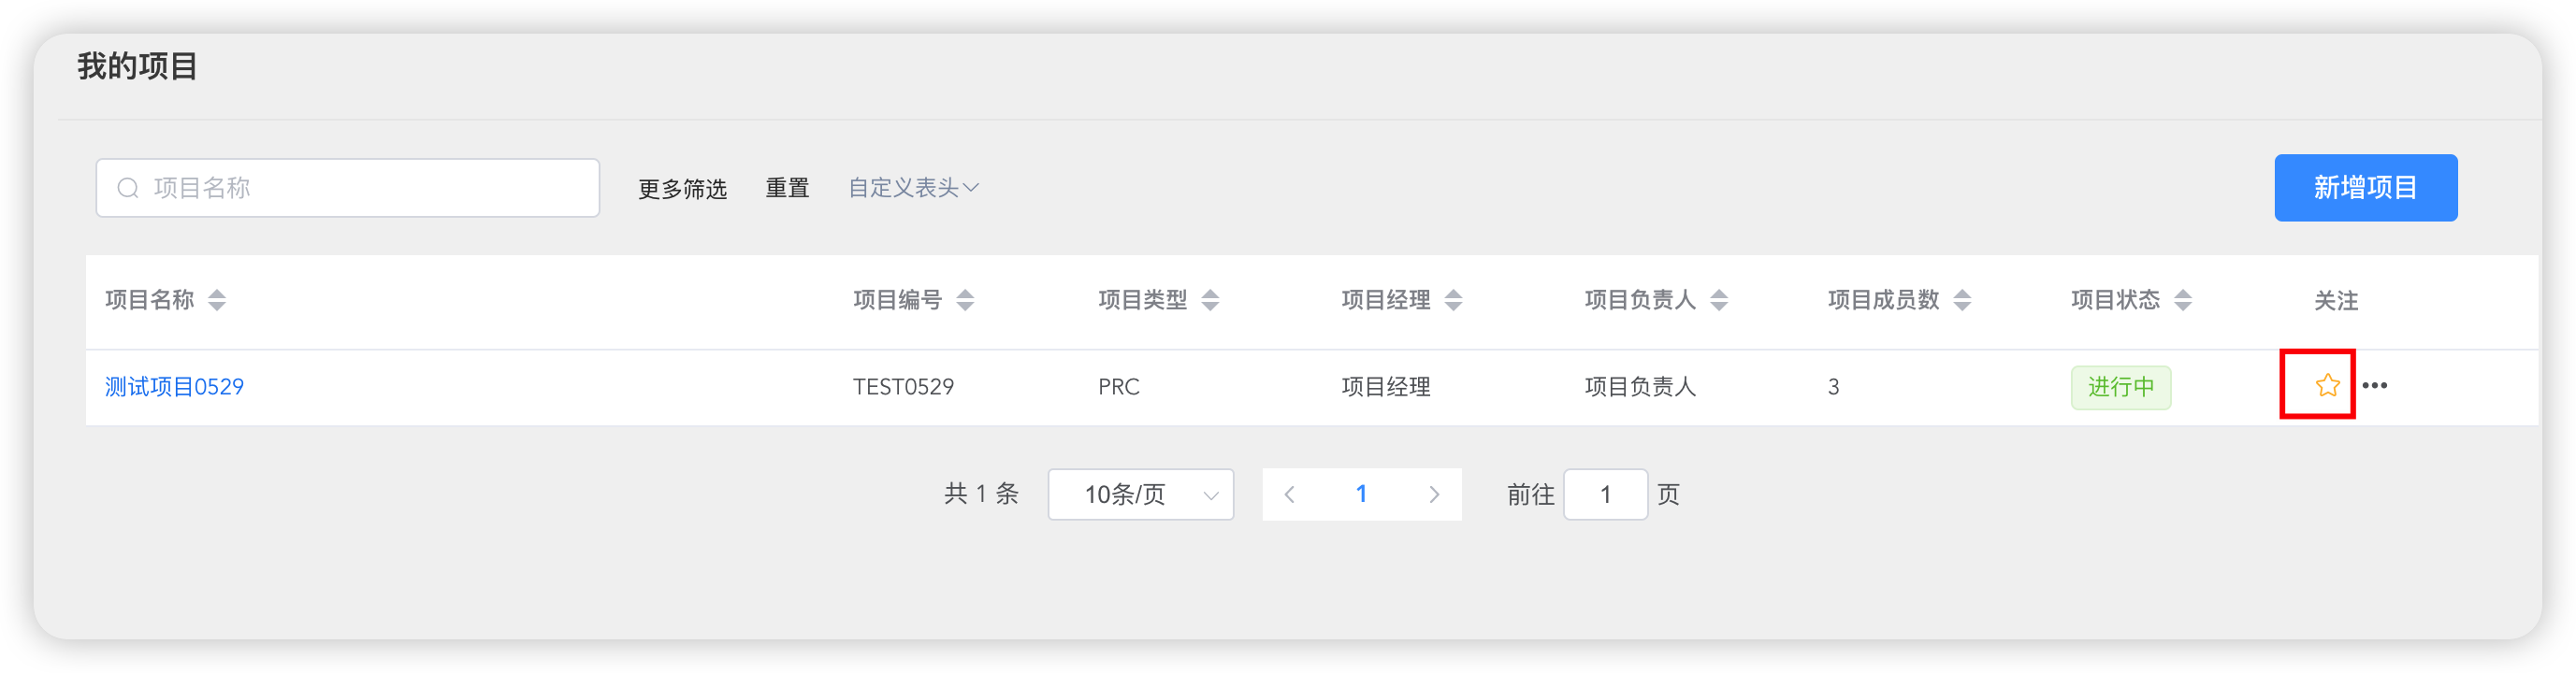 我的项目
项目名称 更多筛选 重置 自定义表头 新增项目
项目名称 项目编号 项目类型 项目经理 项目负责人 项目成员数 项目状态 关注
测试项目0529 TEST0529 PRC 项目经理 项目负责人 3 进行中
共 1 条 10条/页 1 前往 1 页